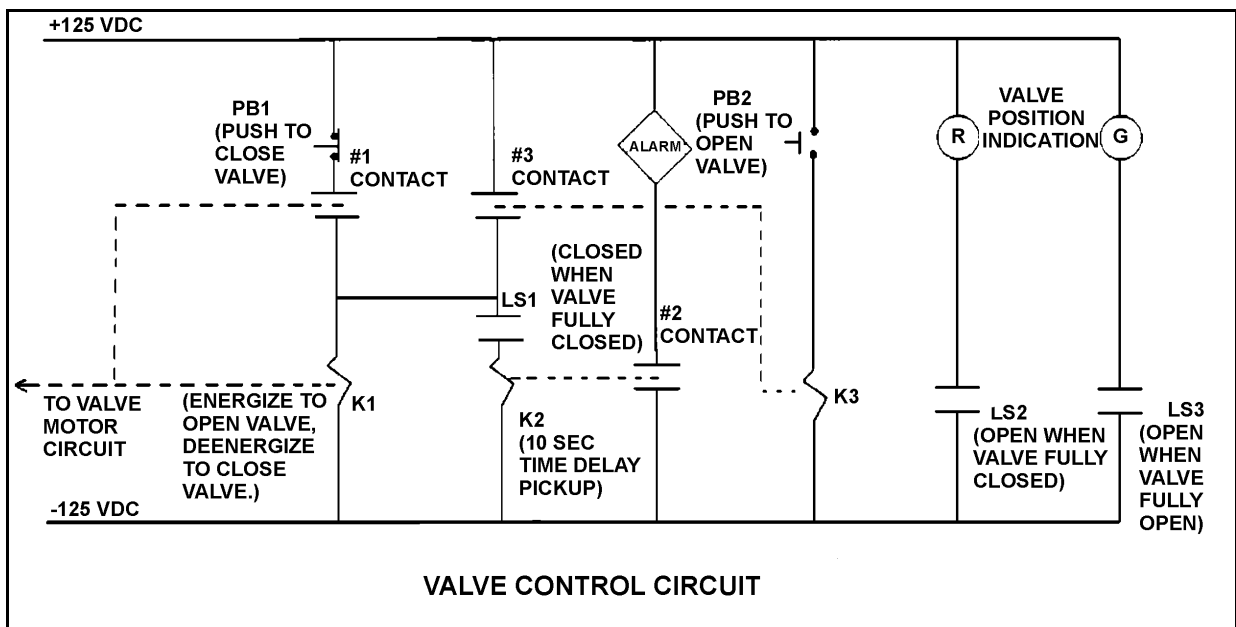 +125 VDC
PB1
(PUSH TO
CLOSE
VALVE)
#1
CONTACT
#3
CONTACT
ALARM
PB2
(PUSH TO
OPEN
VALVE)
R
VALVE
POSITION
INDICATION
G
(CLOSED
WHEN
VALVE
FULLY
CLOSED)
LS1
#2
CONTACT
TO VALVE
MOTOR
CIRCUIT
(ENERGIZE TO
OPEN VALVE,
DEENERGIZE
TO CLOSE
VALVE.)
K1
K2
(10 SEC
TIME DELAY
PICKUP)
K3
LS2
(OPEN WHEN
VALVE FULLY
CLOSED)
LS3
(OPEN
WHEN
VALVE
FULLY
OPEN)
-125 VDC
VALVE CONTROL CIRCUIT